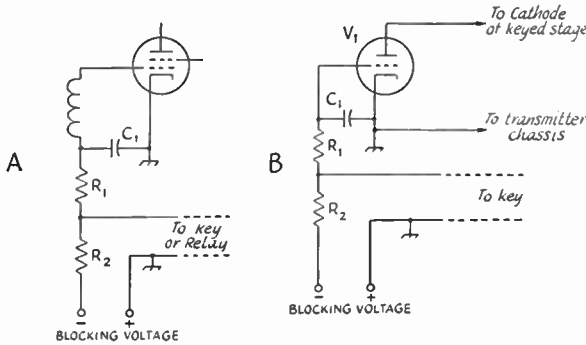 A
C1
R1
R2
To key
or Relay
− +
BLOCKING VOLTAGE
B
V1
To Cathode
of keyed stage
C1
R1
To transmitter
chassis
R2
To key
− +
BLOCKING VOLTAGE